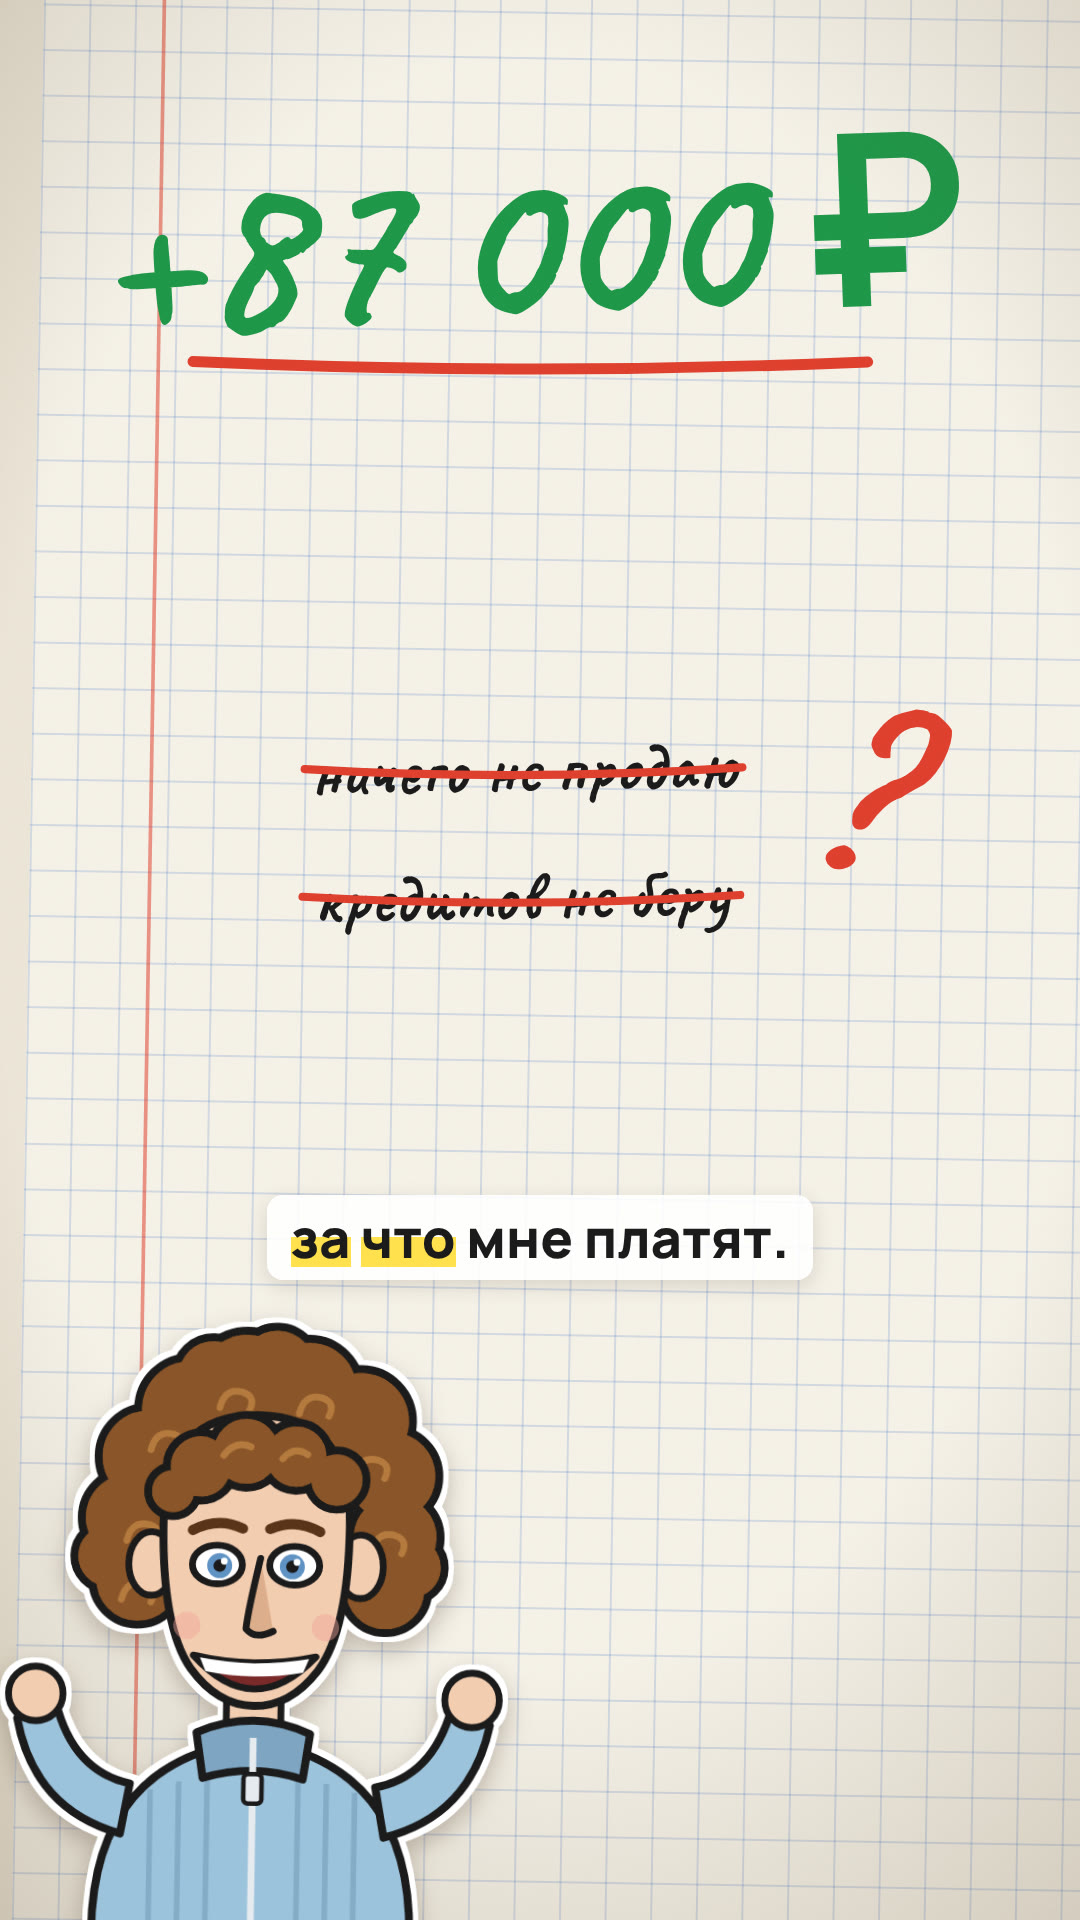 +87 000 ₽
ничего не продаю
?
кредитов не беру
за что мне платят.